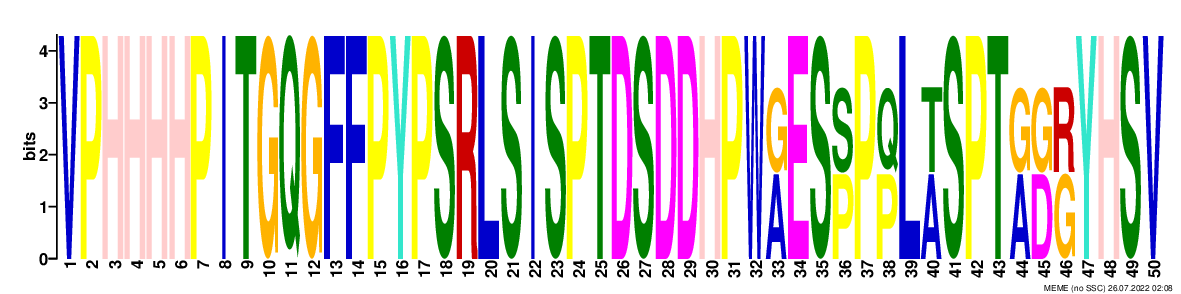 bits
4
3
2
1
0
VPHHHHPITGQGFFPYPSRLSISPTDSDDHPWGESSPQLTSPTGGRYHSV
A P P A A D G
1 2 3 4 5 6 7 8 9 10 11 12 13 14 15 16 17 18 19 20 21 22 23 24 25 26 27 28 29 30 31 32 33 34 35 36 37 38 39 40 41 42 43 44 45 46 47 48 49 50
MEME (no SSC) 26.07.2022 02:08